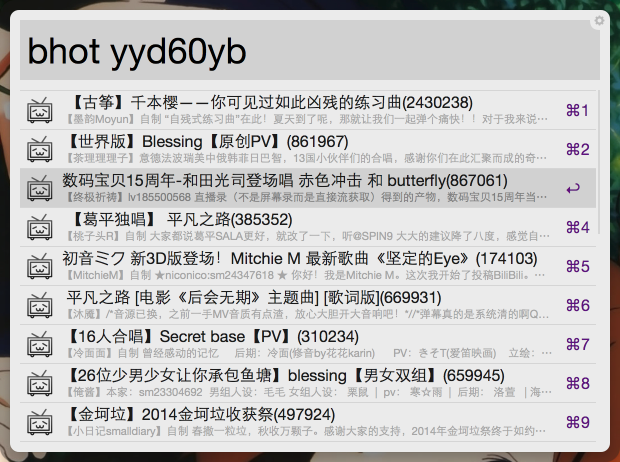 bhot yyd60yb
【古筝】千本樱——你可见过如此凶残的练习曲(2430238)
⌘1
【墨韵Moyun】自制 “自残式练习曲”在此！夏天到了呢，那就让我们一起弹个痛快！！对于我来说…
【世界版】Blessing【原创PV】(861967)
⌘2
【茶理理理子】意德法波瑞美中俄韩菲日巴智，13国小伙伴们的合唱，感谢你们在此汇聚而成的奇…
数码宝贝15周年-和田光司登场唱 赤色冲击 和 butterfly(867061)
↩
【终极祈祷】lv185500568 直播录（不是屏幕录而是直接流获取）得到的产物，数码宝贝15周年当…
【葛平独唱】 平凡之路(385352)
⌘4
【桃子头R】自制 大家都说葛平SALA更好，就改了一下，听@SPIN9 大大的建议降了八度，感觉自…
初音ミク 新3D版登场！Mitchie M 最新歌曲《坚定的Eye》(174103)
⌘5
【MitchieM】自制 ★niconico:sm24347618 ★ 你好！我是Mitchie M。这次我开始了投稿BiliBili。…
平凡之路 [电影《后会无期》主题曲] [歌词版](669931)
⌘6
【沐魇】/*音源已换，之前一手MV音质有点渣，放心大胆开大音响吧！*//*弹幕真的是系统清的啊Q…
【16人合唱】Secret base【PV】(310234)
⌘7
【冷面面】自制 曾经感动的记忆 后期：冷面(修音by花花karin) PV：きそT(爱笛映画) 立绘：…
【26位少男少女让你承包鱼塘】blessing【男女双组】(659945)
⌘8
【俺酱】本家：sm23304692 男组人设：毛毛 女组人设： 栗鼠 | pv： 寒☆雨 | 后期： 洛萱 | 海…
【金坷垃】2014金坷垃收获祭(497924)
⌘9
【小日记smalldiary】自制 春撒一粒垃，秋收万颗子。感谢大家的支持，2014年金坷垃祭终于如约…